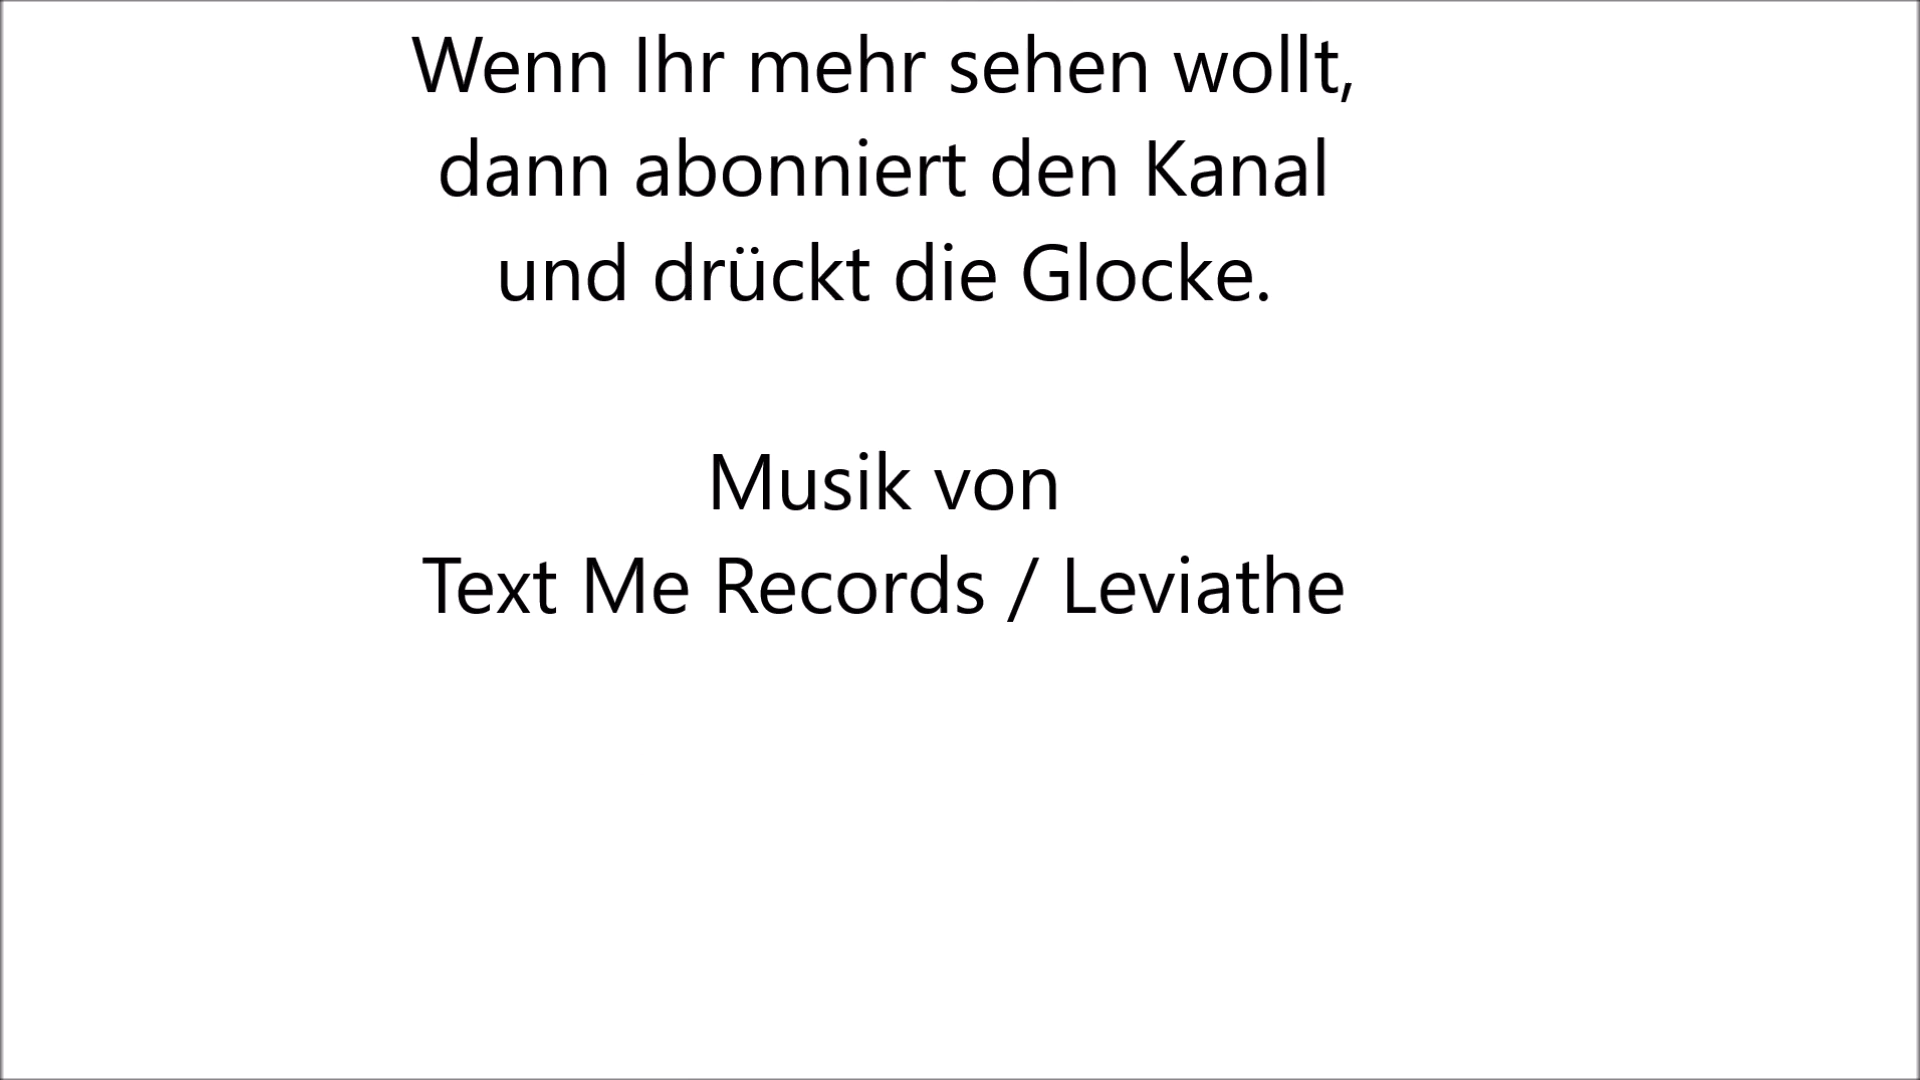 Wenn Ihr mehr sehen wollt,
dann abonniert den Kanal
und drückt die Glocke.
Musik von
Text Me Records / Leviathe